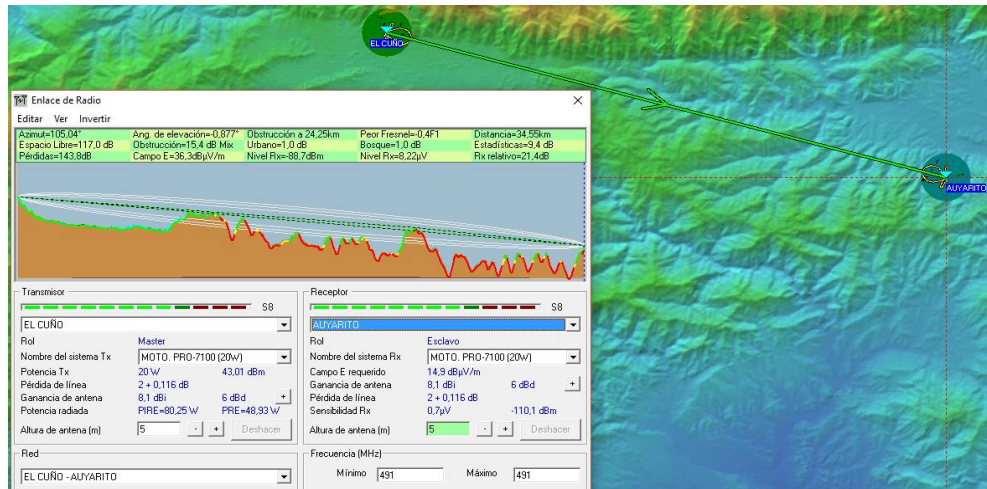 EL CUÑO
AUYARITO
Enlace de Radio
Editar Ver Invertir
Azimut=105,04° Ang. de elevación=-0,877° Obstrucción a 24,25km Peor Fresnel=-0,4F1 Distancia=34,55km
Espacio Libre=117,0 dB Obstrucción=15,4 dB Mix Urbano=1,0 dB Bosque=1,0 dB Estadísticas=9,4 dB
Pérdidas=143,8dB Campo E=36,3dBµV/m Nivel Rx=-88,7dBm Nivel Rx=8,22µV Rx relativo=21,4dB
Transmisor
S8
EL CUÑO
Rol Master
Nombre del sistema Tx MOTO. PRO-7100 (20W)
Potencia Tx 20 W 43,01 dBm
Pérdida de línea 2 + 0,116 dB
Ganancia de antena 8,1 dBi 6 dBd +
Potencia radiada PIRE=80,25 W PRE=48,93 W
Altura de antena (m) 5 - + Deshacer
Red
EL CUÑO - AUYARITO
Receptor
S8
AUYARITO
Rol Esclavo
Nombre del sistema Rx MOTO. PRO-7100 (20W)
Campo E requerido 14,9 dBµV/m
Ganancia de antena 8,1 dBi 6 dBd +
Pérdida de línea 2 + 0,116 dB
Sensibilidad Rx 0,7µV -110,1 dBm
Altura de antena (m) 5 - + Deshacer
Frecuencia (MHz)
Mínimo 491 Máximo 491